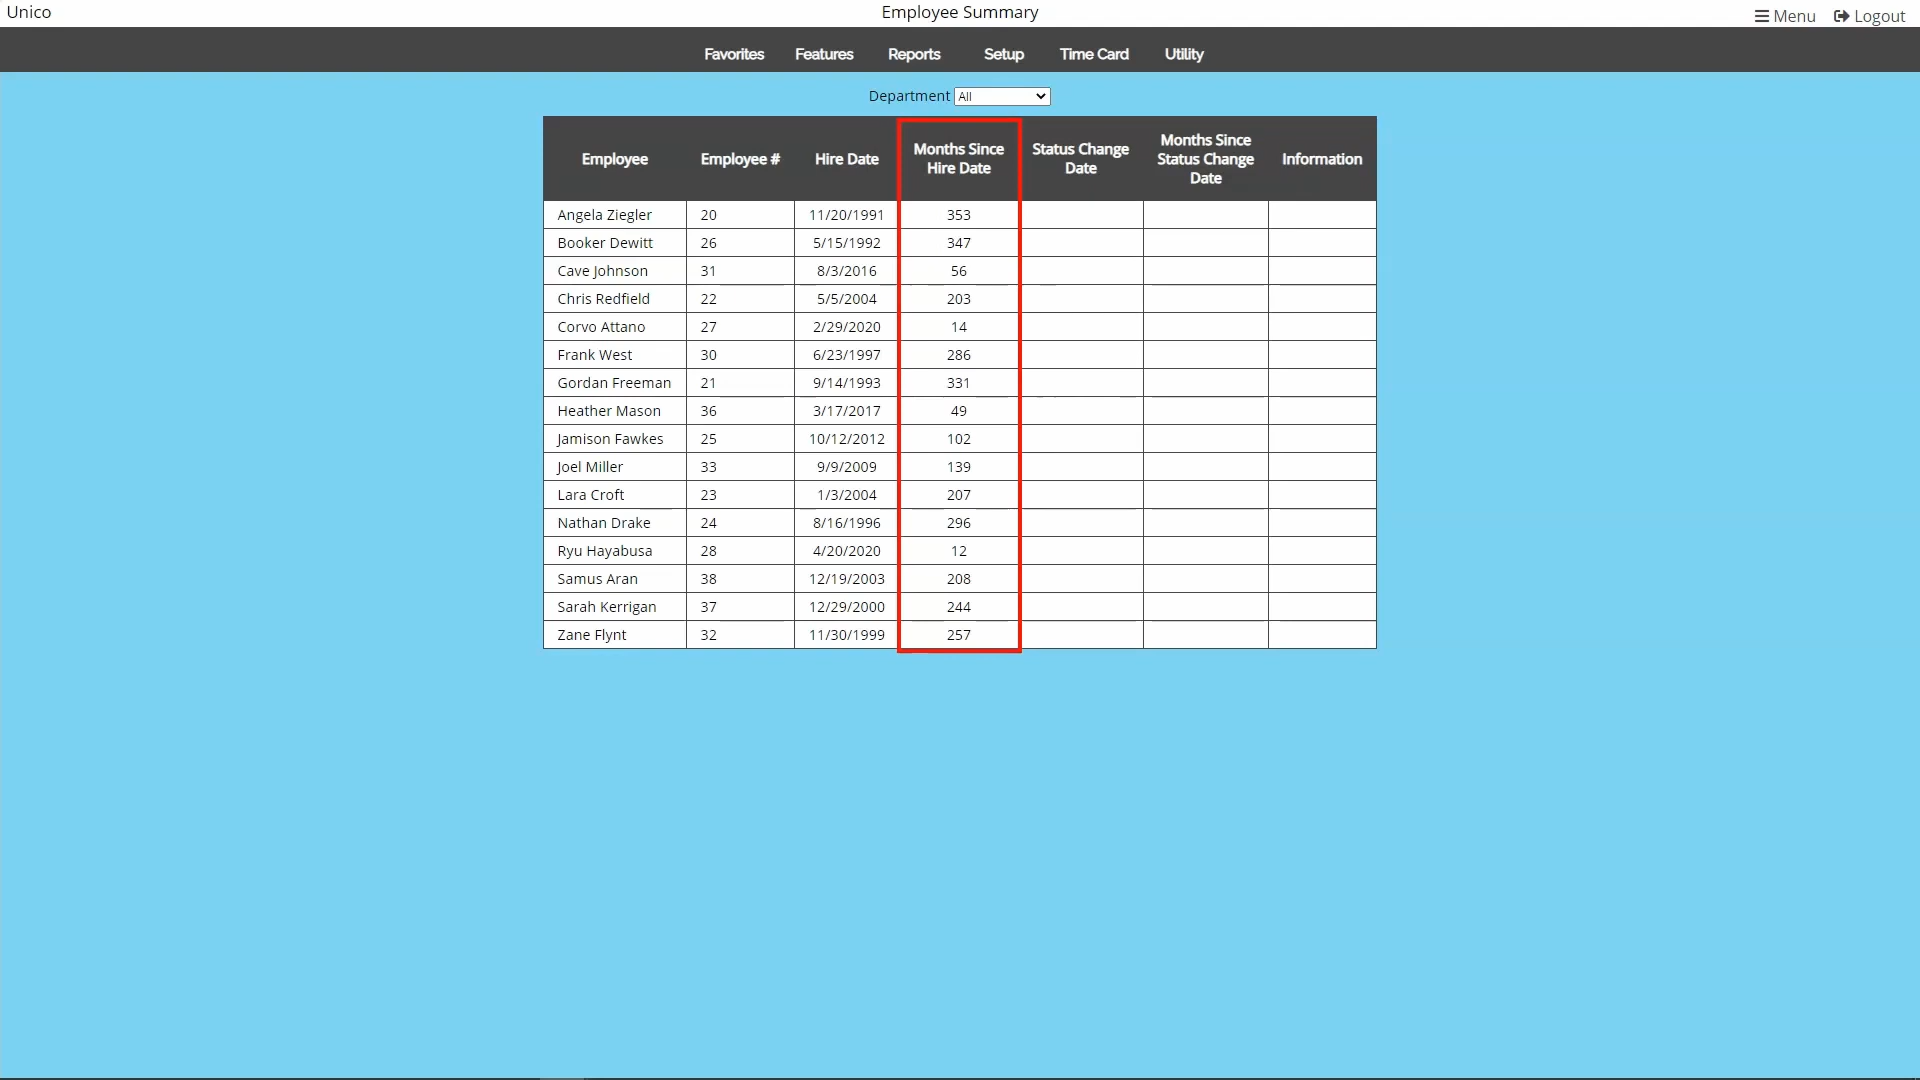 Unico
Employee Summary
Menu Logout
Favorites Features Reports Setup Time Card Utility
Department All
Employee Employee # Hire Date Months Since Hire Date Status Change Date Months Since Status Change Date Information
Angela Ziegler 20 11/20/1991 353
Booker Dewitt 26 5/15/1992 347
Cave Johnson 31 8/3/2016 56
Chris Redfield 22 5/5/2004 203
Corvo Attano 27 2/29/2020 14
Frank West 30 6/23/1997 286
Gordan Freeman 21 9/14/1993 331
Heather Mason 36 3/17/2017 49
Jamison Fawkes 25 10/12/2012 102
Joel Miller 33 9/9/2009 139
Lara Croft 23 1/3/2004 207
Nathan Drake 24 8/16/1996 296
Ryu Hayabusa 28 4/20/2020 12
Samus Aran 38 12/19/2003 208
Sarah Kerrigan 37 12/29/2000 244
Zane Flynt 32 11/30/1999 257